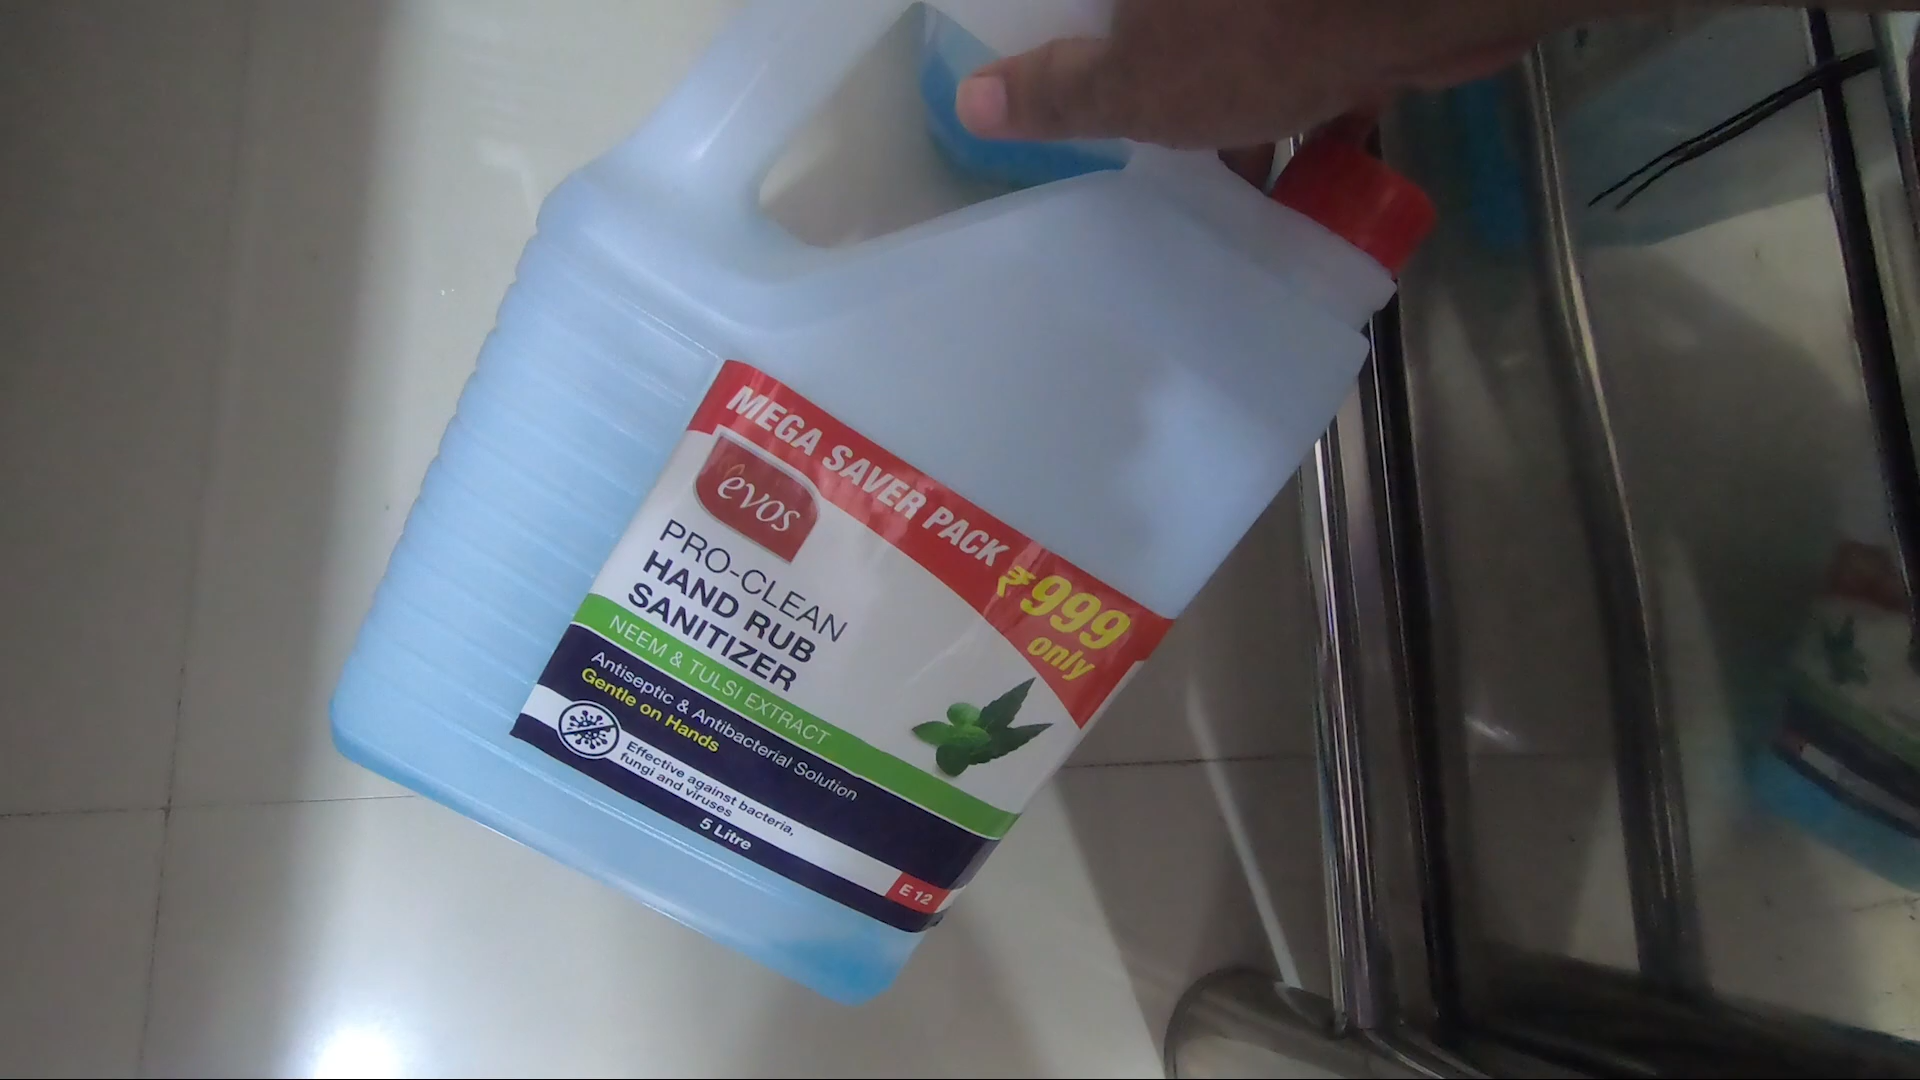 MEGA SAVER PACK
₹999
only
evos
PRO-CLEAN
HAND RUB
SANITIZER
NEEM & TULSI EXTRACT
Antiseptic & Antibacterial Solution
Gentle on Hands
Effective against bacteria,
fungi and viruses
5 Litre
E 12